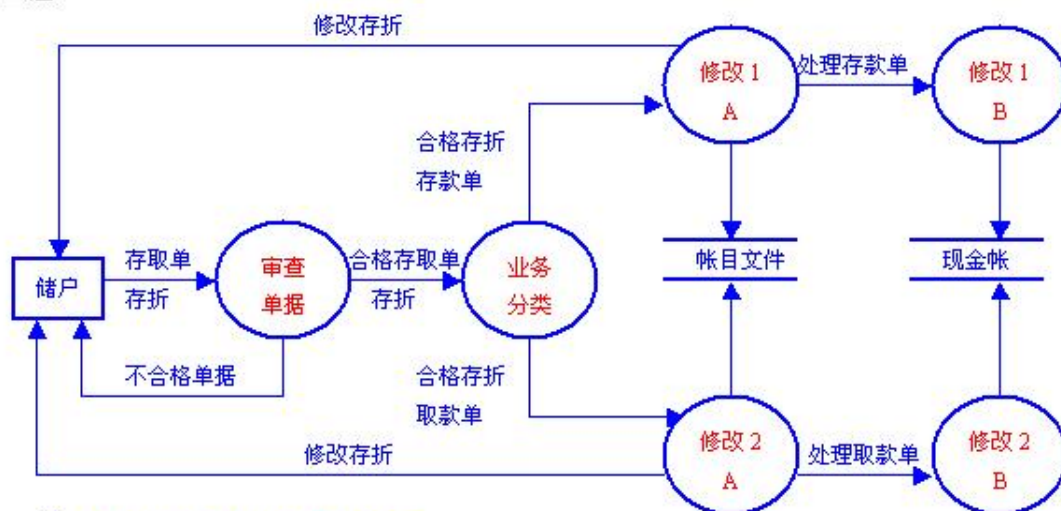 修改存折
修改1
A
处理存款单
修改1
B
合格存折
存款单
储户
存取单
存折
审查
单据
合格存取单
存折
业务
分类
帐目文件
现金帐
不合格单据
合格存折
取款单
修改存折
修改2
A
处理取款单
修改2
B